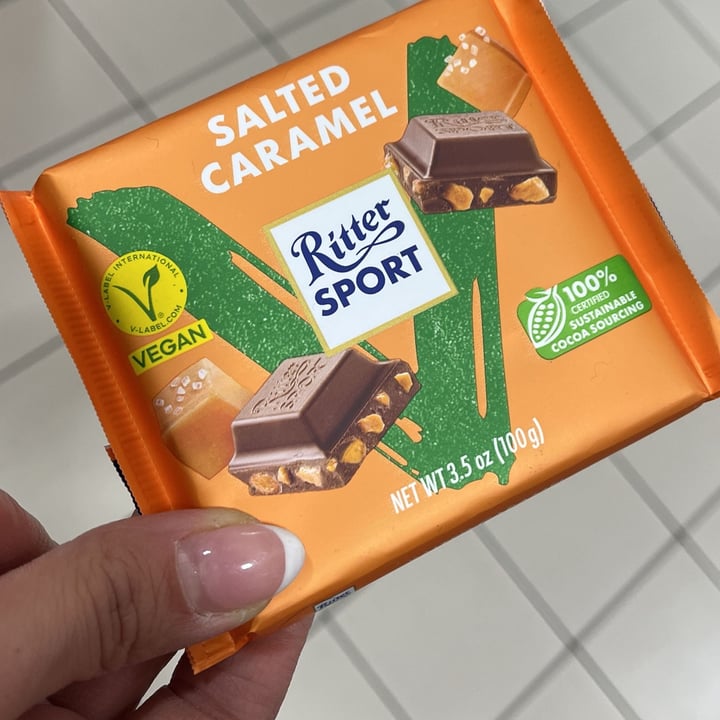 SALTED
CARAMEL
Ritter
SPORT
V-LABEL INTERNATIONAL
V-LABEL.COM
VEGAN
100%
CERTIFIED
SUSTAINABLE
COCOA SOURCING
NET WT 3.5 oz (100g)